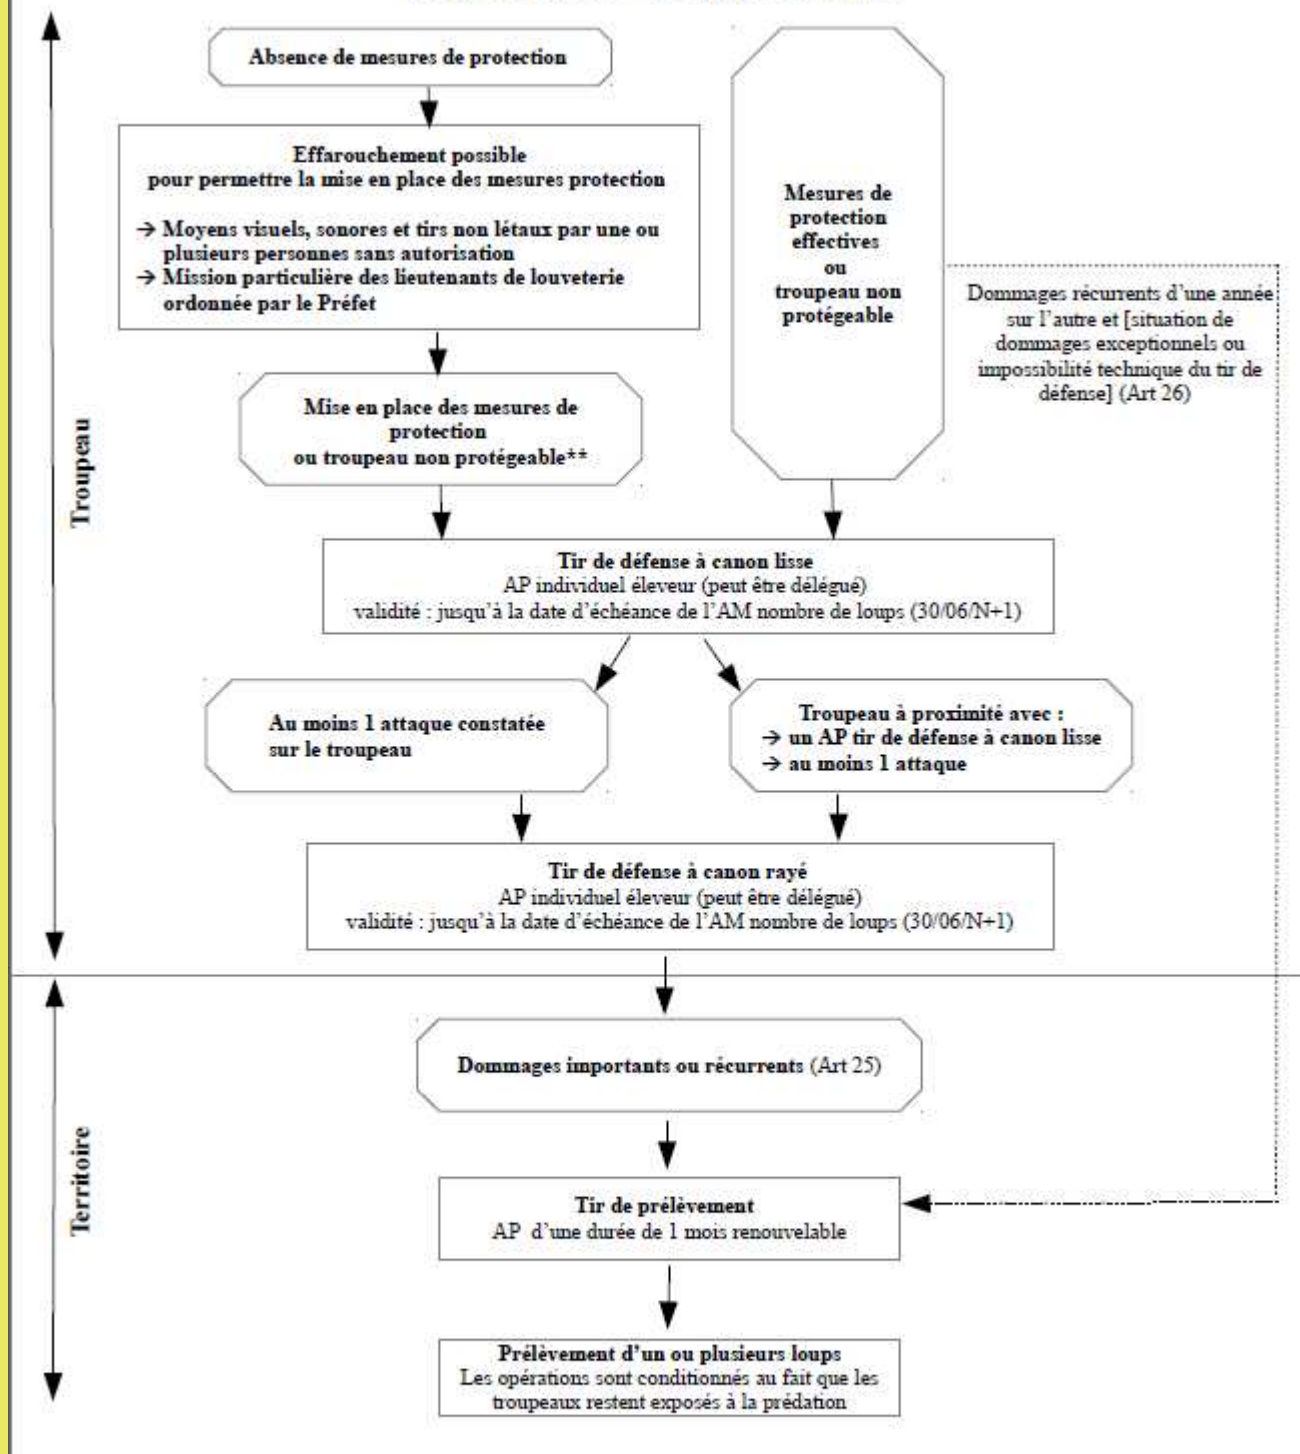 Absence de mesures de protection
Effarouchement possible
pour permettre la mise en place des mesures protection
→ Moyens visuels, sonores et tirs non létaux par une ou
plusieurs personnes sans autorisation
→ Mission particulière des lieutenants de louveterie
ordonnée par le Préfet
Mesures de
protection
effectives
ou
troupeau non
protégeable
Dommages récurrents d'une année
sur l'autre et [situation de
dommages exceptionnels ou
impossibilité technique du tir de
défense] (Art 26)
Mise en place des mesures de
protection
ou troupeau non protégeable**
Troupeau
Tir de défense à canon lisse
AP individuel éleveur (peut être délégué)
validité : jusqu'à la date d'échéance de l'AM nombre de loups (30/06/N+1)
Au moins 1 attaque constatée
sur le troupeau
Troupeau à proximité avec :
→ un AP tir de défense à canon lisse
→ au moins 1 attaque
Tir de défense à canon rayé
AP individuel éleveur (peut être délégué)
validité : jusqu'à la date d'échéance de l'AM nombre de loups (30/06/N+1)
Dommages importants ou récurrents (Art 25)
Territoire
Tir de prélèvement
AP d'une durée de 1 mois renouvelable
Prélèvement d'un ou plusieurs loups
Les opérations sont conditionnés au fait que les
troupeaux restent exposés à la prédation